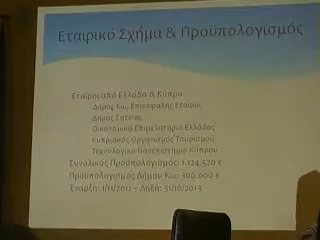 Εταιρικό Σχήμα & Προϋπολογισμός
Εταίροι από Ελλάδα & Κύπρο
Δήμος Κω, Επικεφαλής Εταίρος
Δήμος Σητείας
Οικονομικό Επιμελητήριο Ελλάδας
Κυπριακός Οργανισμός Τουρισμού
Τεχνολογικό Πανεπιστήμιο Κύπρου
Συνολικός Προϋπολογισμός: 1.124.520 €
Προϋπολογισμός Δήμου Κω: 300.000 €
Έναρξη: 1/11/2011 – Λήξη: 31/10/2013